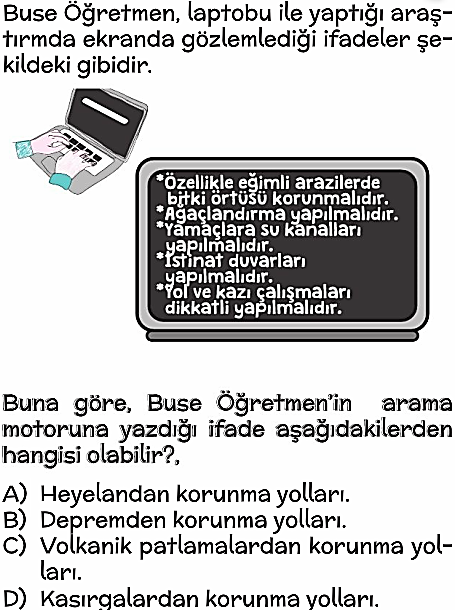 Buse Öğretmen, laptobu ile yaptığı araş-
tırmda ekranda gözlemlediği ifadeler şe-
kildeki gibidir.
*Özellikle eğimli arazilerde
bitki örtüsü korunmalıdır.
*Ağaçlandırma yapılmalıdır.
*Yamaçlara su kanalları
yapılmalıdır.
*İstinat duvarları
yapılmalıdır.
*Yol ve kazı çalışmaları
dikkatli yapılmalıdır.
Buna göre, Buse Öğretmen'in arama
motoruna yazdığı ifade aşağıdakilerden
hangisi olabilir?,
A) Heyelandan korunma yolları.
B) Depremden korunma yolları.
C) Volkanik patlamalardan korunma yol-
ları.
D) Kasırgalardan korunma yolları.